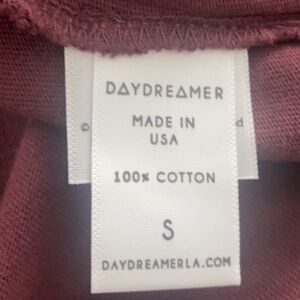 DAYDREAMER
MADE IN
USA
100% COTTON
S
DAYDREAMERLA.COM
©
d